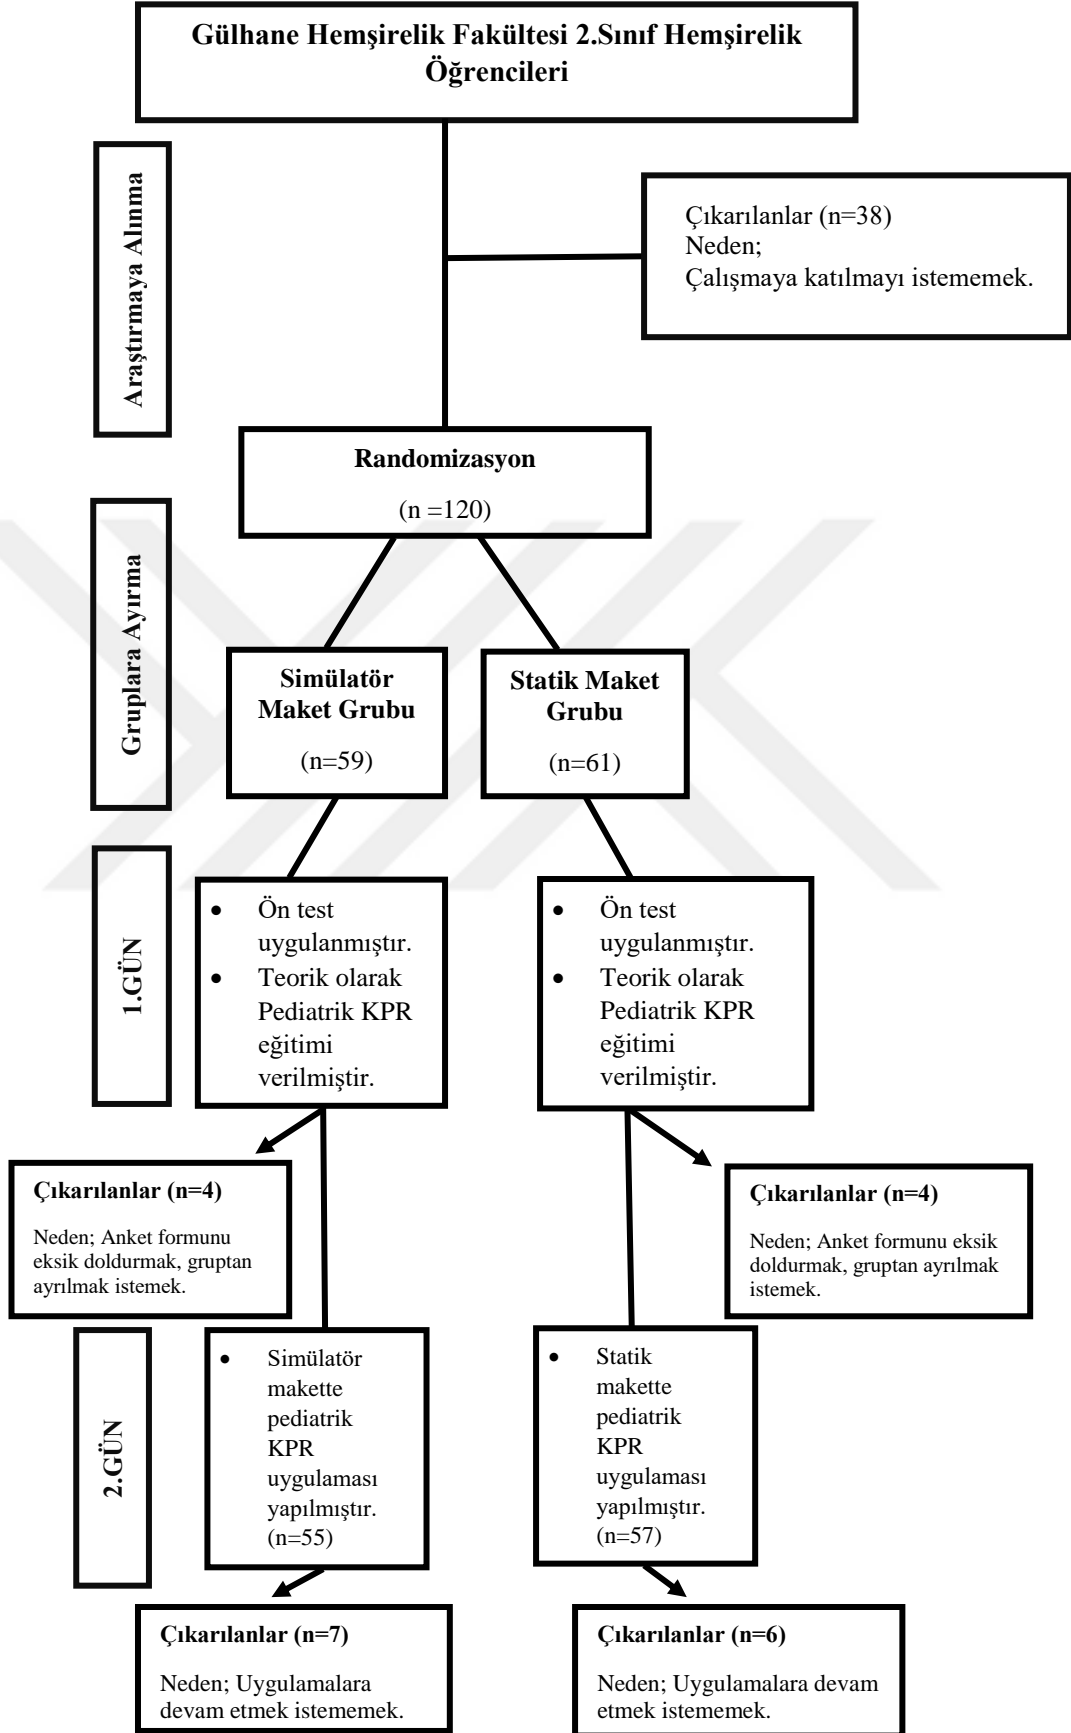 Gülhane Hemşirelik Fakültesi 2.Sınıf Hemşirelik
Öğrencileri
Araştırmaya Alınma
Çıkarılanlar (n=38)
Neden;
Çalışmaya katılmayı istememek.
Randomizasyon
(n =120)
Gruplara Ayırma
Simülatör
Maket Grubu
(n=59)
Statik Maket
Grubu
(n=61)
1.GÜN
• Ön test
uygulanmıştır.
• Teorik olarak
Pediatrik KPR
eğitimi
verilmiştir.
• Ön test
uygulanmıştır.
• Teorik olarak
Pediatrik KPR
eğitimi
verilmiştir.
Çıkarılanlar (n=4)
Neden; Anket formunu
eksik doldurmak, gruptan
ayrılmak istemek.
Çıkarılanlar (n=4)
Neden; Anket formunu eksik
doldurmak, gruptan ayrılmak
istemek.
2.GÜN
• Simülatör
makette
pediatrik
KPR
uygulaması
yapılmıştır.
(n=55)
• Statik
makette
pediatrik
KPR
uygulaması
yapılmıştır.
(n=57)
Çıkarılanlar (n=7)
Neden; Uygulamalara
devam etmek istememek.
Çıkarılanlar (n=6)
Neden; Uygulamalara devam
etmek istememek.